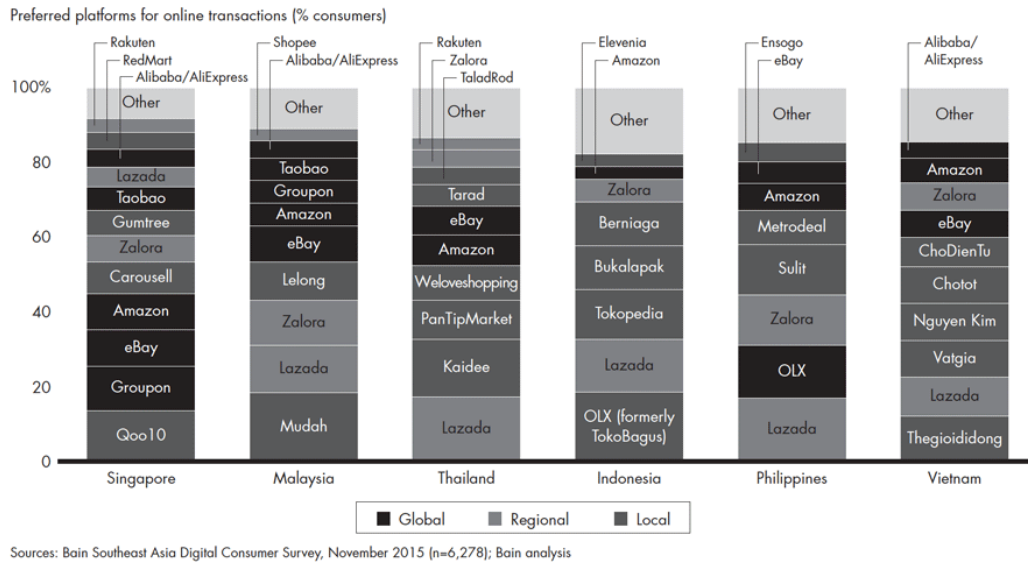 Preferred platforms for online transactions (% consumers)
Rakuten
RedMart
Alibaba/AliExpress
Shopee
Alibaba/AliExpress
Rakuten
Zalora
TaladRod
Elevenia
Amazon
Ensogo
eBay
Alibaba/
AliExpress
100%
80
60
40
20
0
Other
Lazada
Taobao
Gumtree
Zalora
Carousell
Amazon
eBay
Groupon
Qoo10
Other
Taobao
Groupon
Amazon
eBay
Lelong
Zalora
Lazada
Mudah
Other
Tarad
eBay
Amazon
Weloveshopping
PanTipMarket
Kaidee
Lazada
Other
Zalora
Berniaga
Bukalapak
Tokopedia
Lazada
OLX (formerly
TokoBagus)
Other
Amazon
Metrodeal
Sulit
Zalora
OLX
Lazada
Other
Amazon
Zalora
eBay
ChoDienTu
Chotot
Nguyen Kim
Vatgia
Lazada
Thegioididong
Singapore
Malaysia
Thailand
Indonesia
Philippines
Vietnam
Global
Regional
Local
Sources: Bain Southeast Asia Digital Consumer Survey, November 2015 (n=6,278); Bain analysis